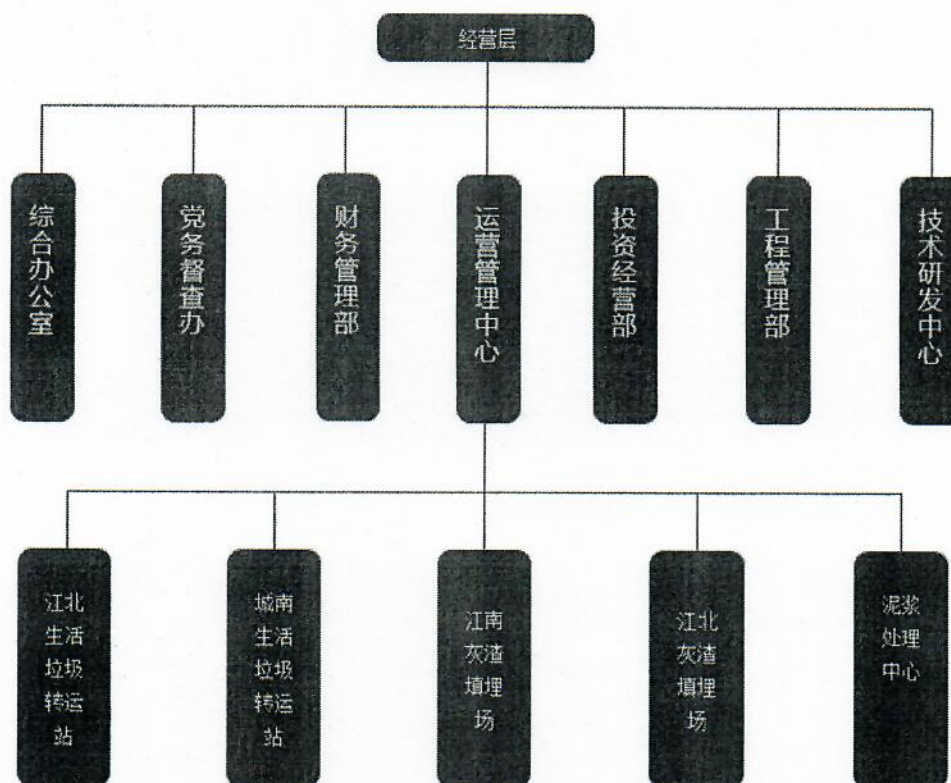 经营层
综合办公室
党务督查办
财务管理部
运营管理中心
投资经营部
工程管理部
技术研发中心
江北
生活
垃圾
转运
站
城南
生活
垃圾
转运
站
江南
灰渣
填埋
场
江北
灰渣
填埋
场
泥浆
处理
中心